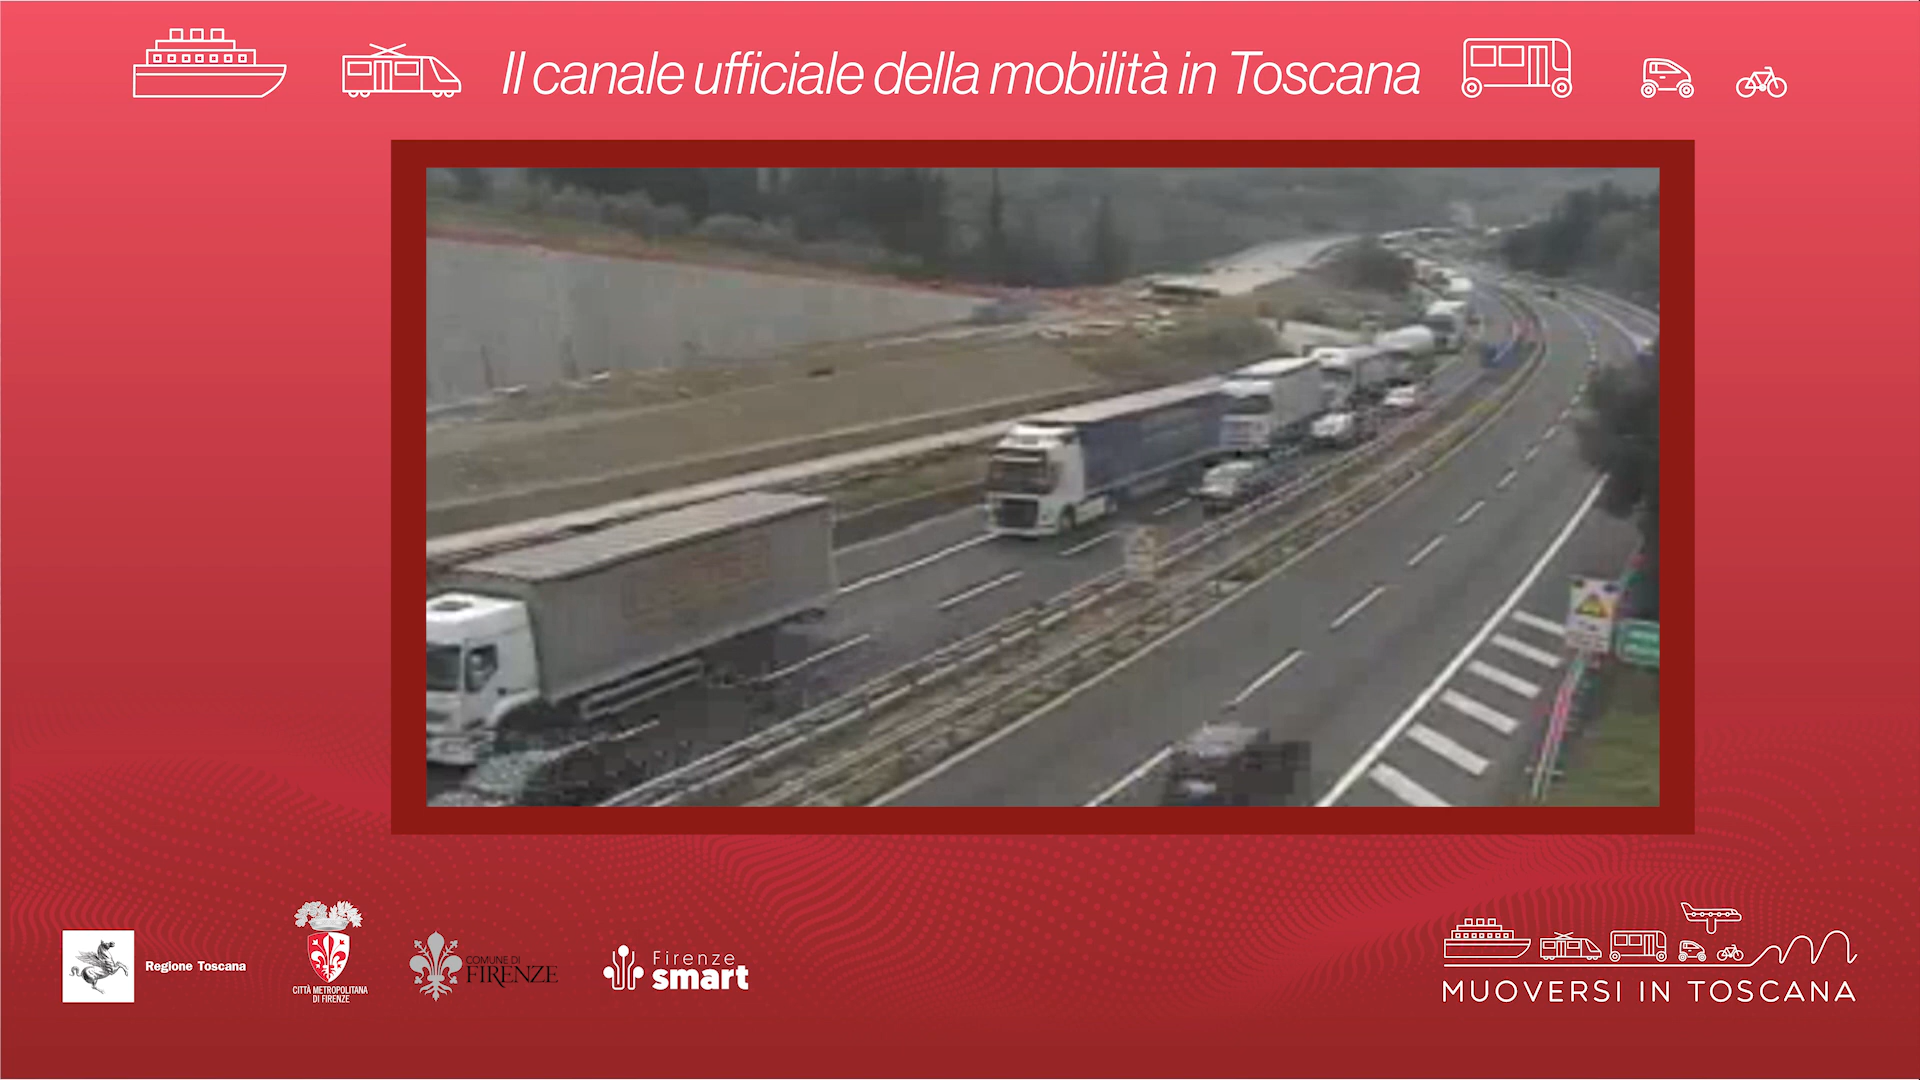 Il canale ufficiale della mobilità in Toscana
Regione Toscana
CITTÀ METROPOLITANA
DI FIRENZE
COMUNE DI
FIRENZE
Firenze
smart
MUOVERSI IN TOSCANA